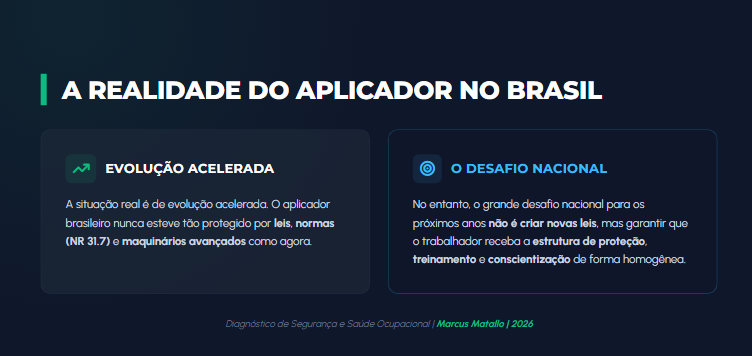 A REALIDADE DO APLICADOR NO BRASIL
EVOLUÇÃO ACELERADA
A situação real é de evolução acelerada. O aplicador
brasileiro nunca esteve tão protegido por leis, normas
(NR 31.7) e maquinários avançados como agora.
O DESAFIO NACIONAL
No entanto, o grande desafio nacional para os
próximos anos não é criar novas leis, mas garantir que
o trabalhador receba a estrutura de proteção,
treinamento e conscientização de forma homogênea.
Diagnóstico de Segurança e Saúde Ocupacional | Marcus Matallo | 2026